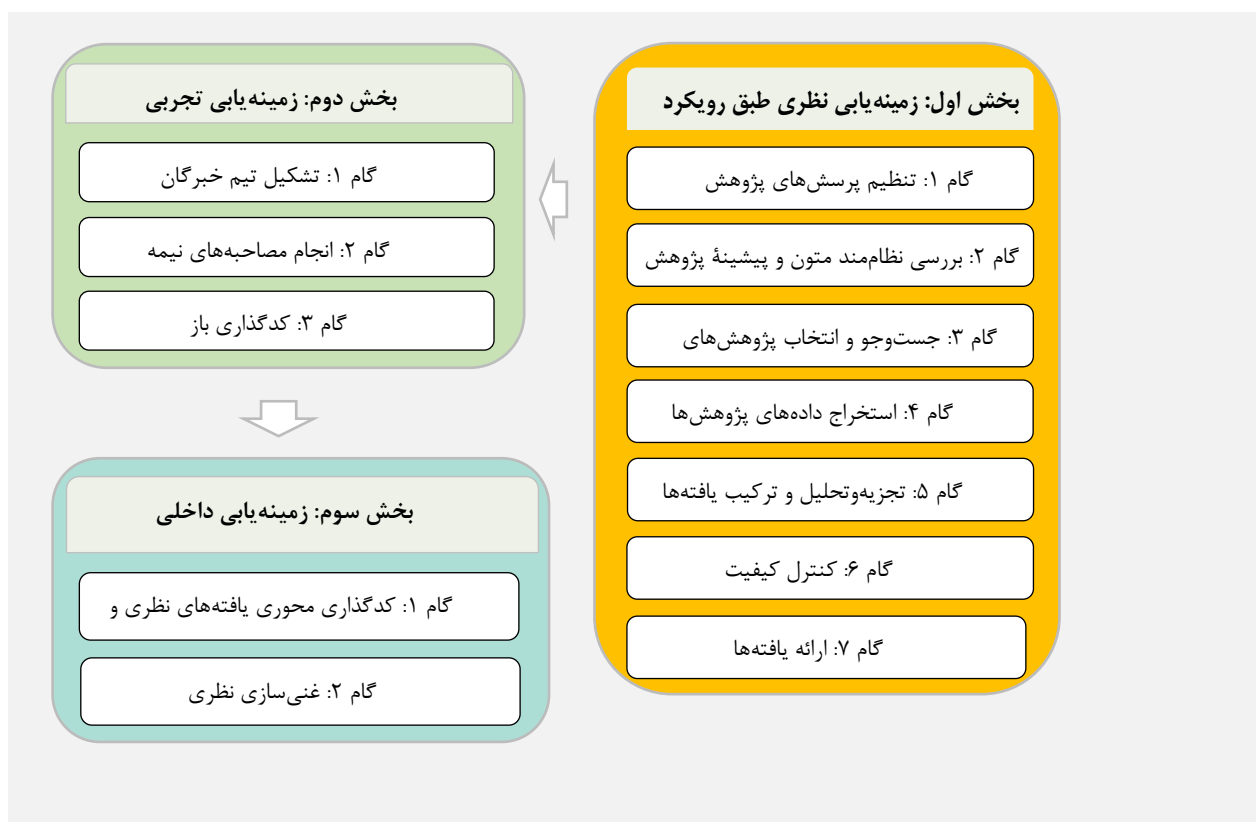 بخش اول: زمینه‌یابی نظری طبق رویکرد
گام ۱: تنظیم پرسش‌های پژوهش
گام ۲: بررسی نظام‌مند متون و پیشینهٔ پژوهش
گام ۳: جست‌وجو و انتخاب پژوهش‌های
گام ۴: استخراج داده‌های پژوهش‌ها
گام ۵: تجزیه‌وتحلیل و ترکیب یافته‌ها
گام ۶: کنترل کیفیت
گام ۷: ارائه یافته‌ها
بخش دوم: زمینه‌یابی تجربی
گام ۱: تشکیل تیم خبرگان
گام ۲: انجام مصاحبه‌های نیمه
گام ۳: کدگذاری باز
بخش سوم: زمینه‌یابی داخلی
گام ۱: کدگذاری محوری یافته‌های نظری و
گام ۲: غنی‌سازی نظری